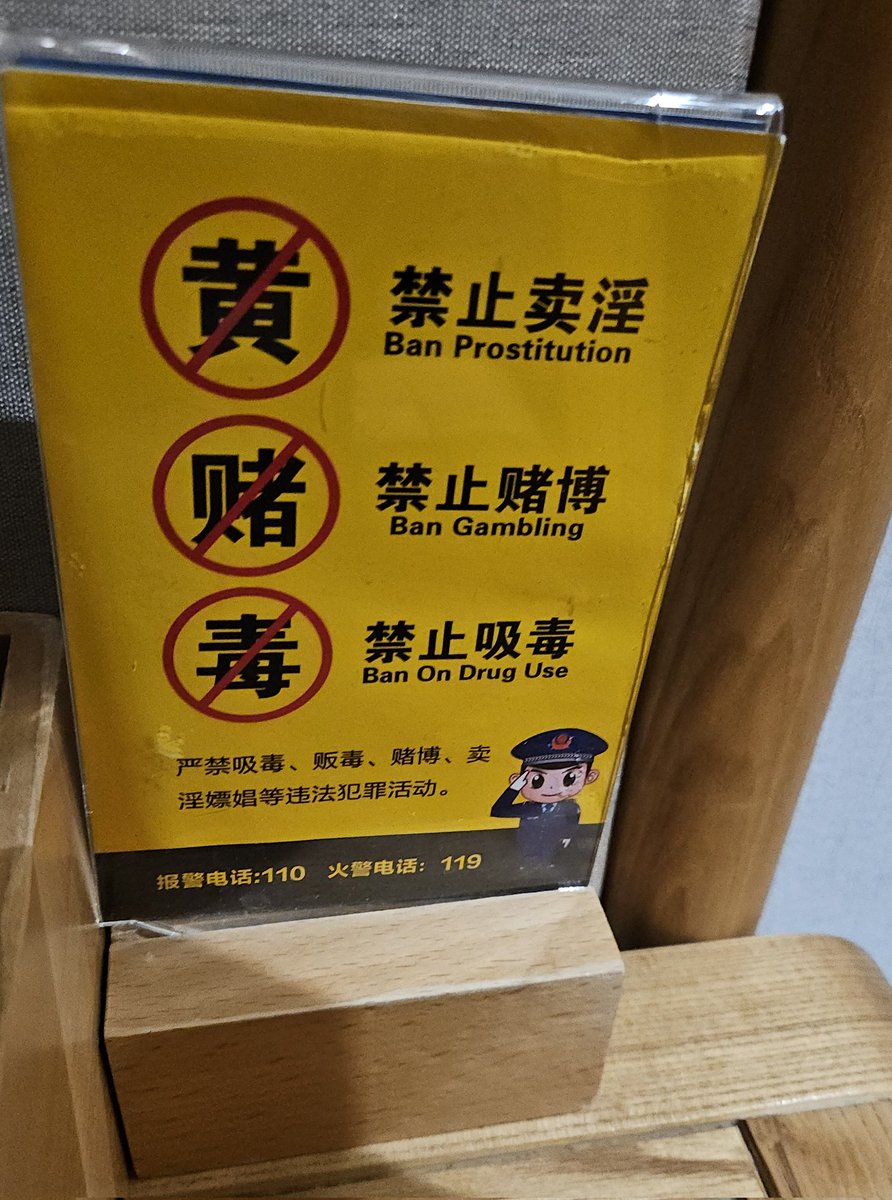 黄
禁止卖淫
Ban Prostitution
赌
禁止赌博
Ban Gambling
毒
禁止吸毒
Ban On Drug Use
严禁吸毒、贩毒、赌博、卖
淫嫖娼等违法犯罪活动。
报警电话:110 火警电话：119